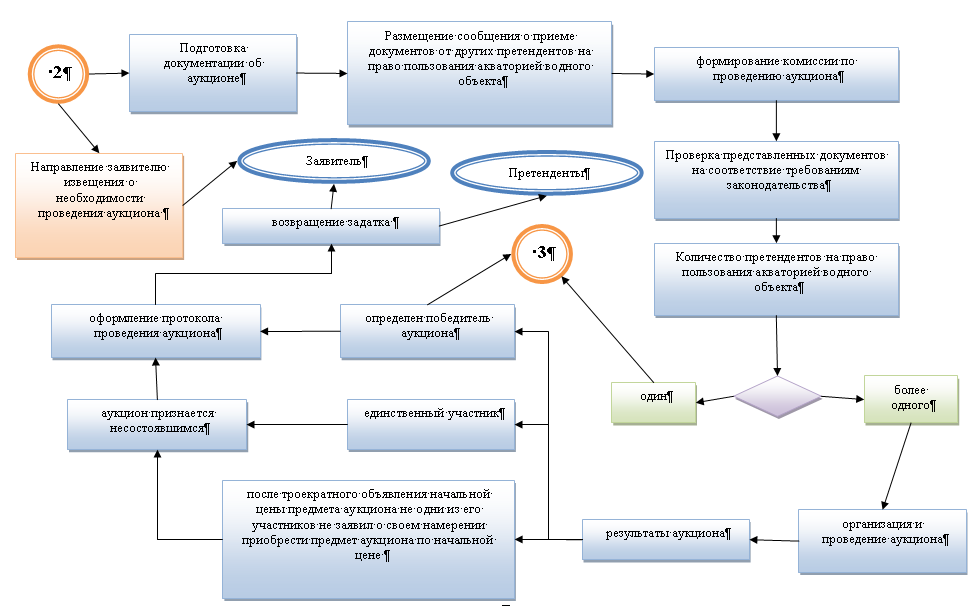 ·2¶
Подготовка·
документации·об·
аукционе¶
Размещение·сообщения·о·приеме·
документов·от·других·претендентов·на·
право·пользования·акваторией·водного·
объекта¶
формирование·комиссии·по·
проведению·аукциона¶
Направление·заявителю·
извещения·о·
необходимости·
проведения·аукциона·¶
Заявитель¶
Претенденты¶
Проверка·представленных·документов·
на·соответствие·требованиям·
законодательства¶
возвращение·задатка·¶
·3¶
Количество·претендентов·на·право·
пользования·акваторией·водного·
объекта¶
оформление·протокола·
проведения·аукциона¶
определен·победитель·
аукциона¶
один¶
более·
одного¶
аукцион·признается·
несостоявшимся¶
единственный·участник¶
после·троекратного·объявления·начальной·
цены·предмета·аукциона·не·одни·из·его·
участников·не·заявил·о·своем·намерении·
приобрести·предмет·аукциона·по·начальной·
цене·¶
результаты·аукциона¶
организация·и·
проведение·аукциона¶